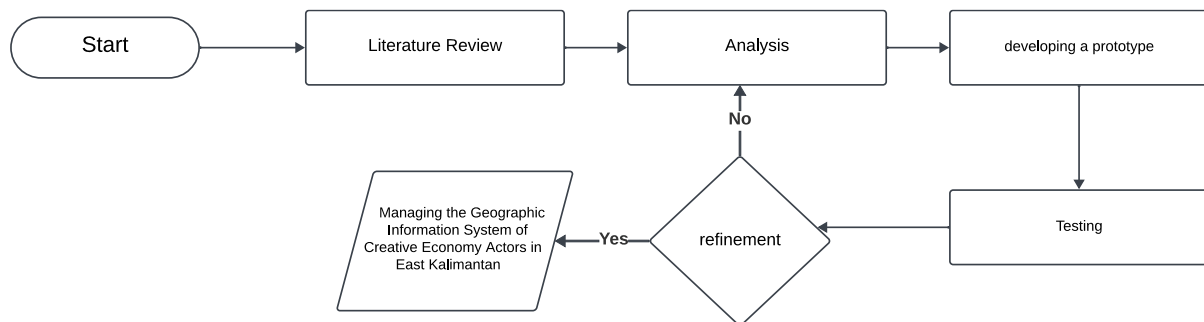 Start
Literature Review
Analysis
developing a prototype
No
Managing the Geographic
Information System of
Creative Economy Actors in
East Kalimantan
Yes
refinement
Testing